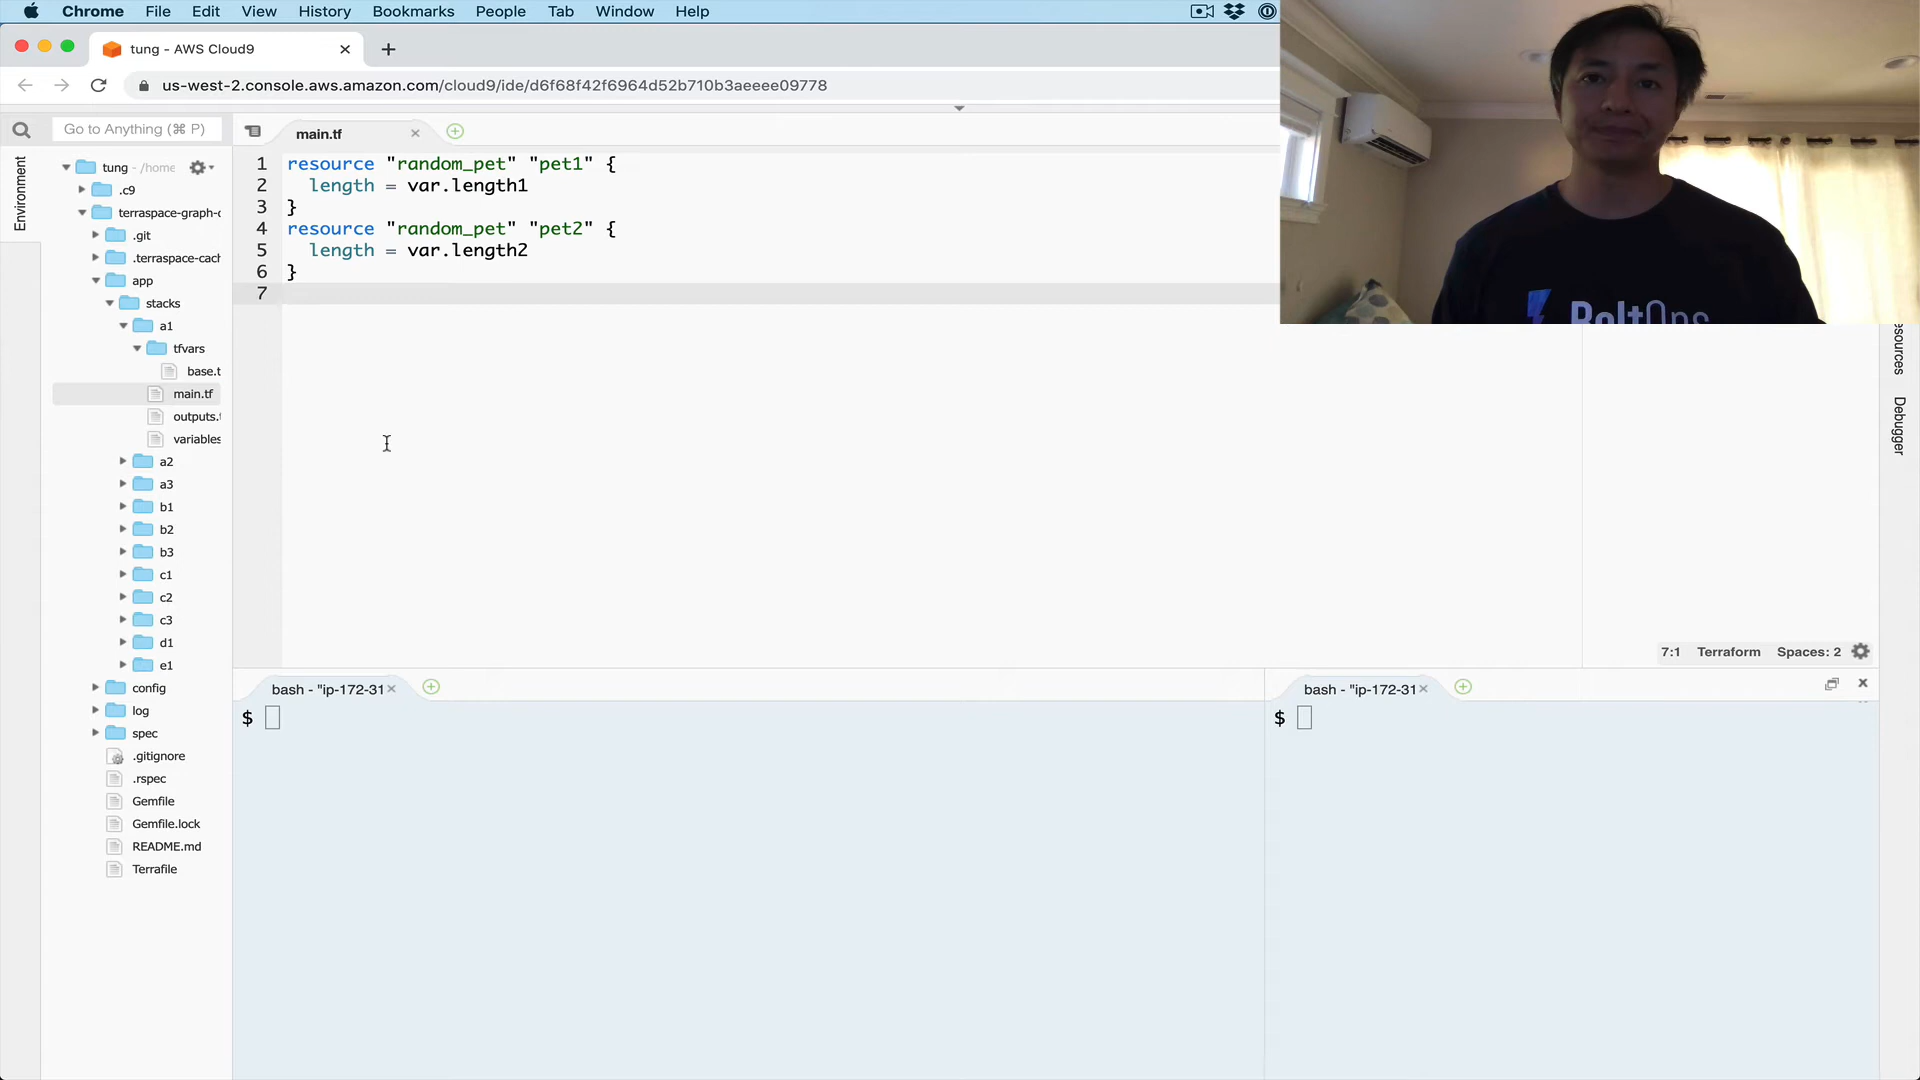 Chrome File Edit View History Bookmarks People Tab Window Help
tung - AWS Cloud9
us-west-2.console.aws.amazon.com/cloud9/ide/d6f68f42f6964d52b710b3aeeee09778
Go to Anything (⌘ P)
main.tf
Environment
tung - /home
.c9
terraspace-graph-c
.git
.terraspace-cach
app
stacks
a1
tfvars
base.t
main.tf
outputs.t
variables
a2
a3
b1
b2
b3
c1
c2
c3
d1
e1
config
log
spec
.gitignore
.rspec
Gemfile
Gemfile.lock
README.md
Terrafile
1 resource "random_pet" "pet1" {
2 length = var.length1
3 }
4 resource "random_pet" "pet2" {
5 length = var.length2
6 }
7
BoltOps
Debugger
7:1 Terraform Spaces: 2
bash - "ip-172-31
$
bash - "ip-172-31
$